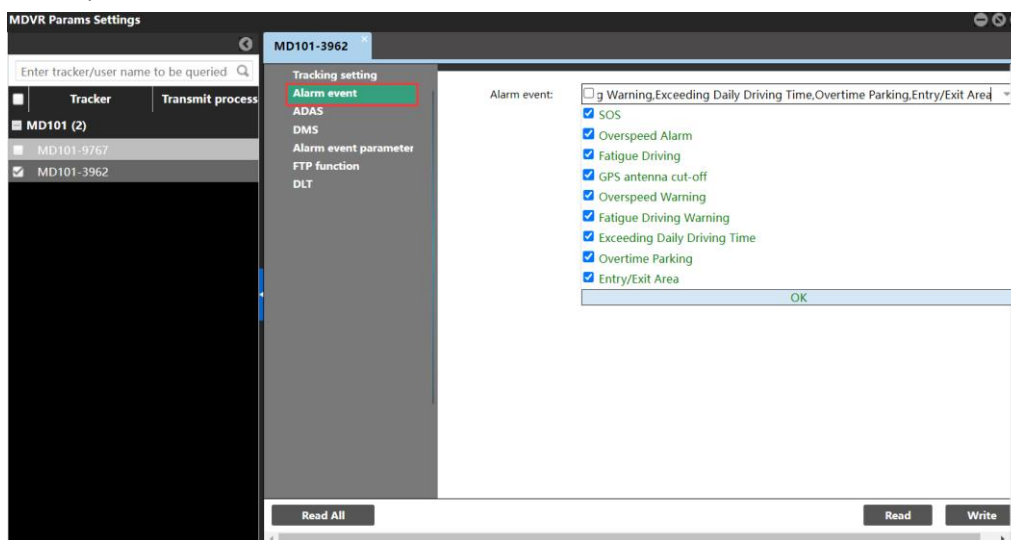 MDVR Params Settings
MD101-3962
Enter tracker/user name to be queried
Tracker
Transmit process
MD101 (2)
MD101-9767
MD101-3962
Tracking setting
Alarm event
ADAS
DMS
Alarm event parameter
FTP function
DLT
Alarm event:
g Warning,Exceeding Daily Driving Time,Overtime Parking,Entry/Exit Area
SOS
Overspeed Alarm
Fatigue Driving
GPS antenna cut-off
Overspeed Warning
Fatigue Driving Warning
Exceeding Daily Driving Time
Overtime Parking
Entry/Exit Area
OK
Read All
Read
Write